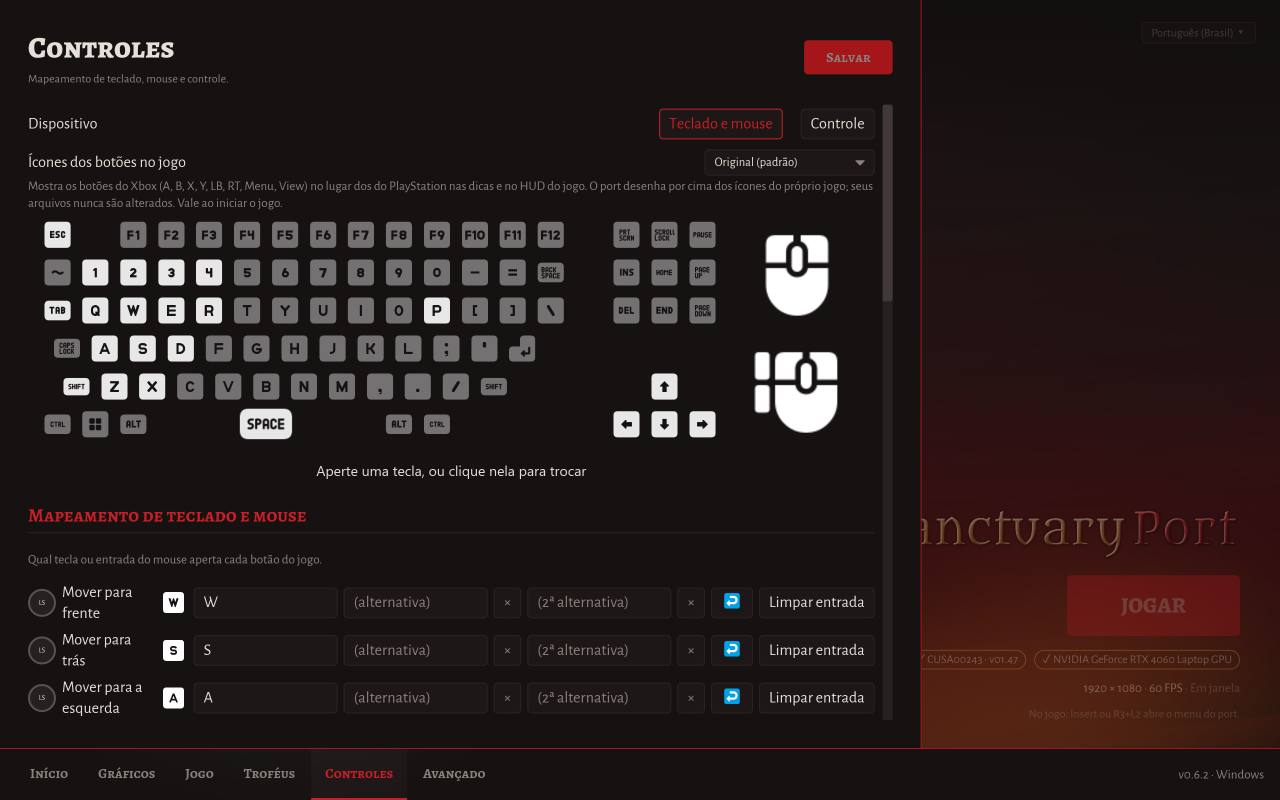 Controles
Salvar
Mapeamento de teclado, mouse e controle.
Português (Brasil)
Dispositivo
Teclado e mouse
Controle
Ícones dos botões no jogo
Original (padrão)
Mostra os botões do Xbox (A, B, X, Y, LB, RT, Menu, View) no lugar dos do PlayStation nas dicas e no HUD do jogo. O port desenha por cima dos ícones do próprio jogo; seus
arquivos nunca são alterados. Vale ao iniciar o jogo.
ESC F1 F2 F3 F4 F5 F6 F7 F8 F9 F10 F11 F12 PRT SCRN SCROLL LOCK PAUSE
~ 1 2 3 4 5 6 7 8 9 0 - = BACK SPACE INS HOME PAGE UP
TAB Q W E R T Y U I O P [ ] \ DEL END PAGE DOWN
CAPS LOCK A S D F G H J K L ; '
SHIFT Z X C V B N M , . / SHIFT
CTRL ALT SPACE ALT CTRL
Aperte uma tecla, ou clique nela para trocar
Mapeamento de teclado e mouse
Qual tecla ou entrada do mouse aperta cada botão do jogo.
LS Mover para frente W W (alternativa) × (2ª alternativa) × Limpar entrada
LS Mover para trás S S (alternativa) × (2ª alternativa) × Limpar entrada
LS Mover para a esquerda A A (alternativa) × (2ª alternativa) × Limpar entrada
anctuary Port
JOGAR
✓ CUSA00243 · v01.47
✓ NVIDIA GeForce RTX 4060 Laptop GPU
1920 × 1080 · 60 FPS · Em janela
No jogo: Insert ou R3+L2 abre o menu do port.
Início
Gráficos
Jogo
Troféus
Controles
Avançado
v0.6.2 · Windows